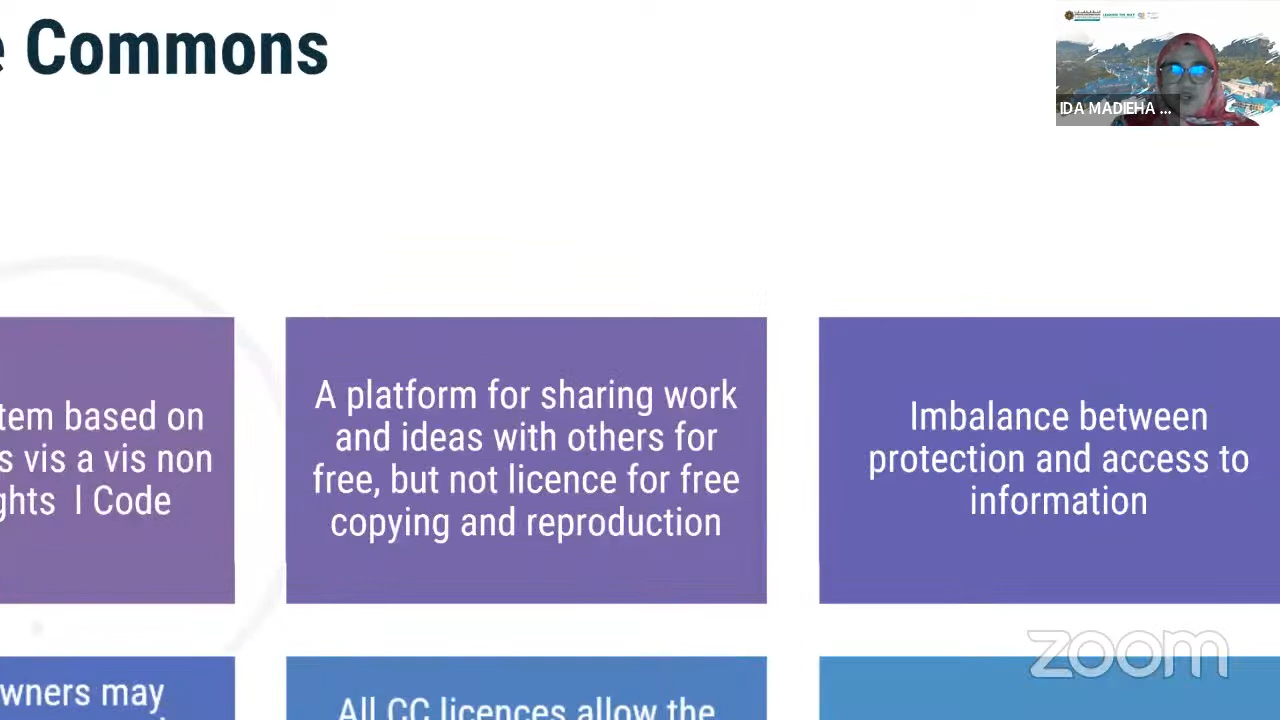 e Commons
IDA MADIEHA ...
tem based on
s vis a vis non
ghts l Code
A platform for sharing work
and ideas with others for
free, but not licence for free
copying and reproduction
Imbalance between
protection and access to
information
wners may
All CC licences allow the
zoom